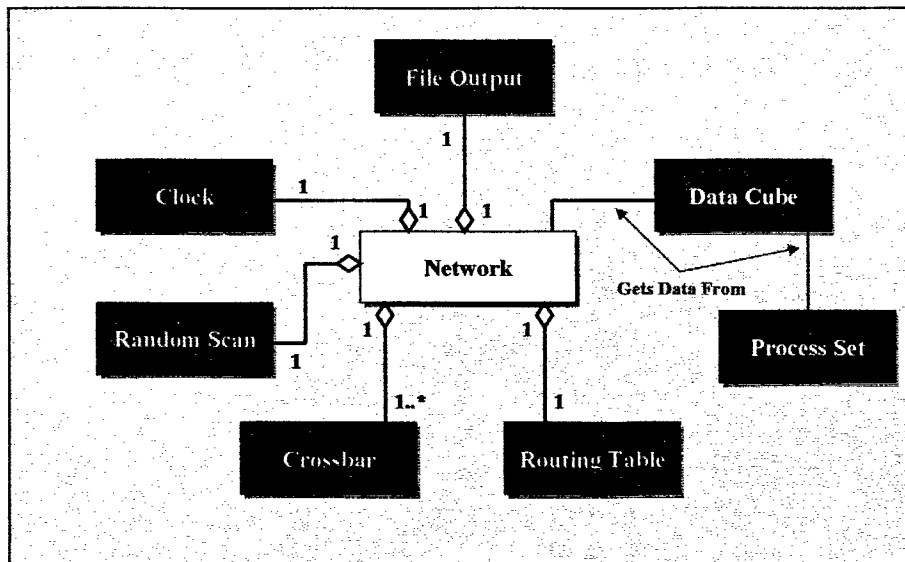 File Output
1
Clock
1
1
1
Data Cube
1
Network
Gets Data From
Random Scan
1
1
1
Process Set
1..*
1
Crossbar
Routing Table